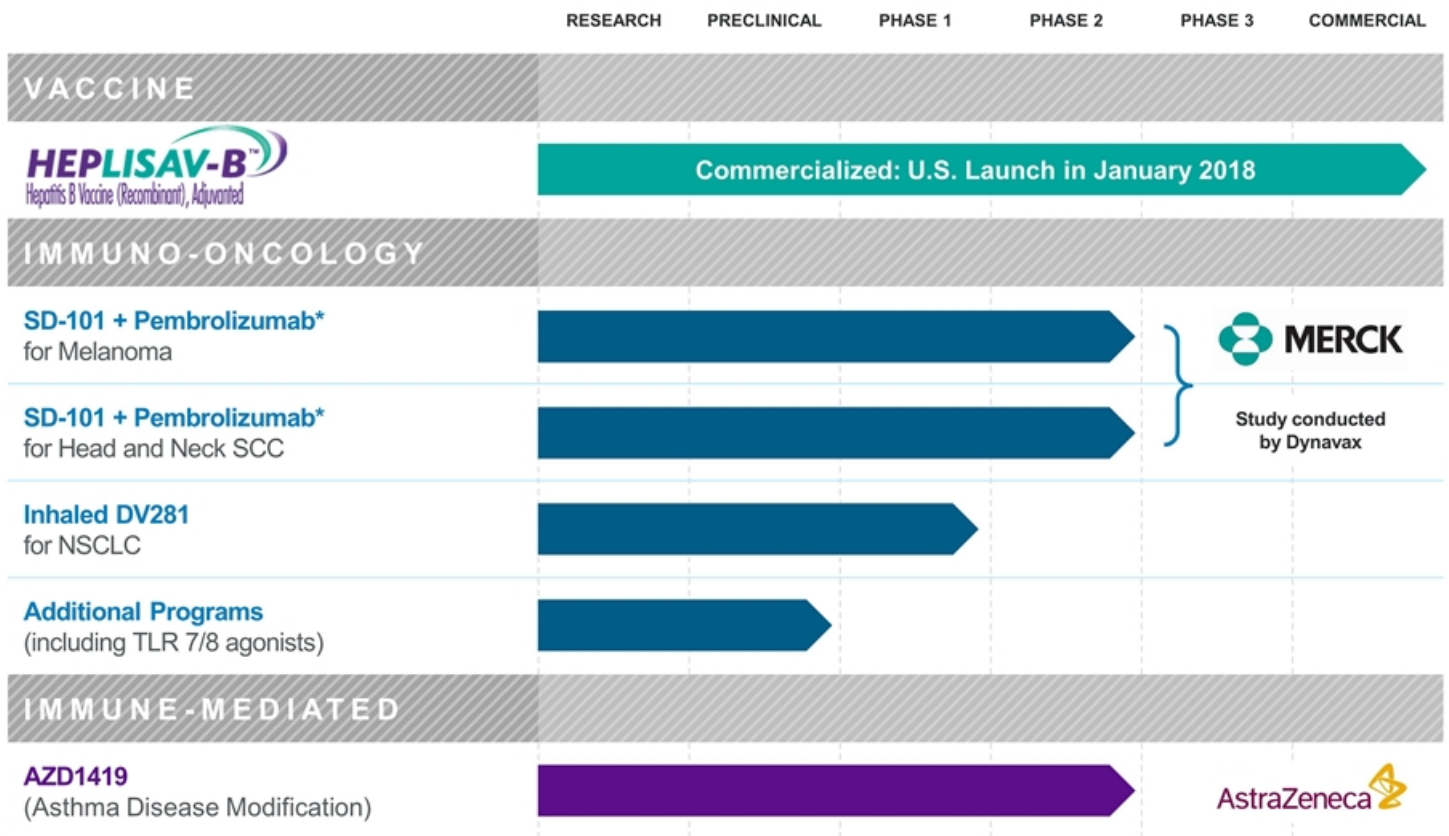 RESEARCH PRECLINICAL PHASE 1 PHASE 2 PHASE 3 COMMERCIAL
VACCINE
HEPLISAV-B™
Hepatitis B Vaccine (Recombinant), Adjuvanted
Commercialized: U.S. Launch in January 2018
IMMUNO-ONCOLOGY
SD-101 + Pembrolizumab*
for Melanoma
MERCK
SD-101 + Pembrolizumab*
for Head and Neck SCC
Study conducted
by Dynavax
Inhaled DV281
for NSCLC
Additional Programs
(including TLR 7/8 agonists)
IMMUNE-MEDIATED
AZD1419
(Asthma Disease Modification)
AstraZeneca